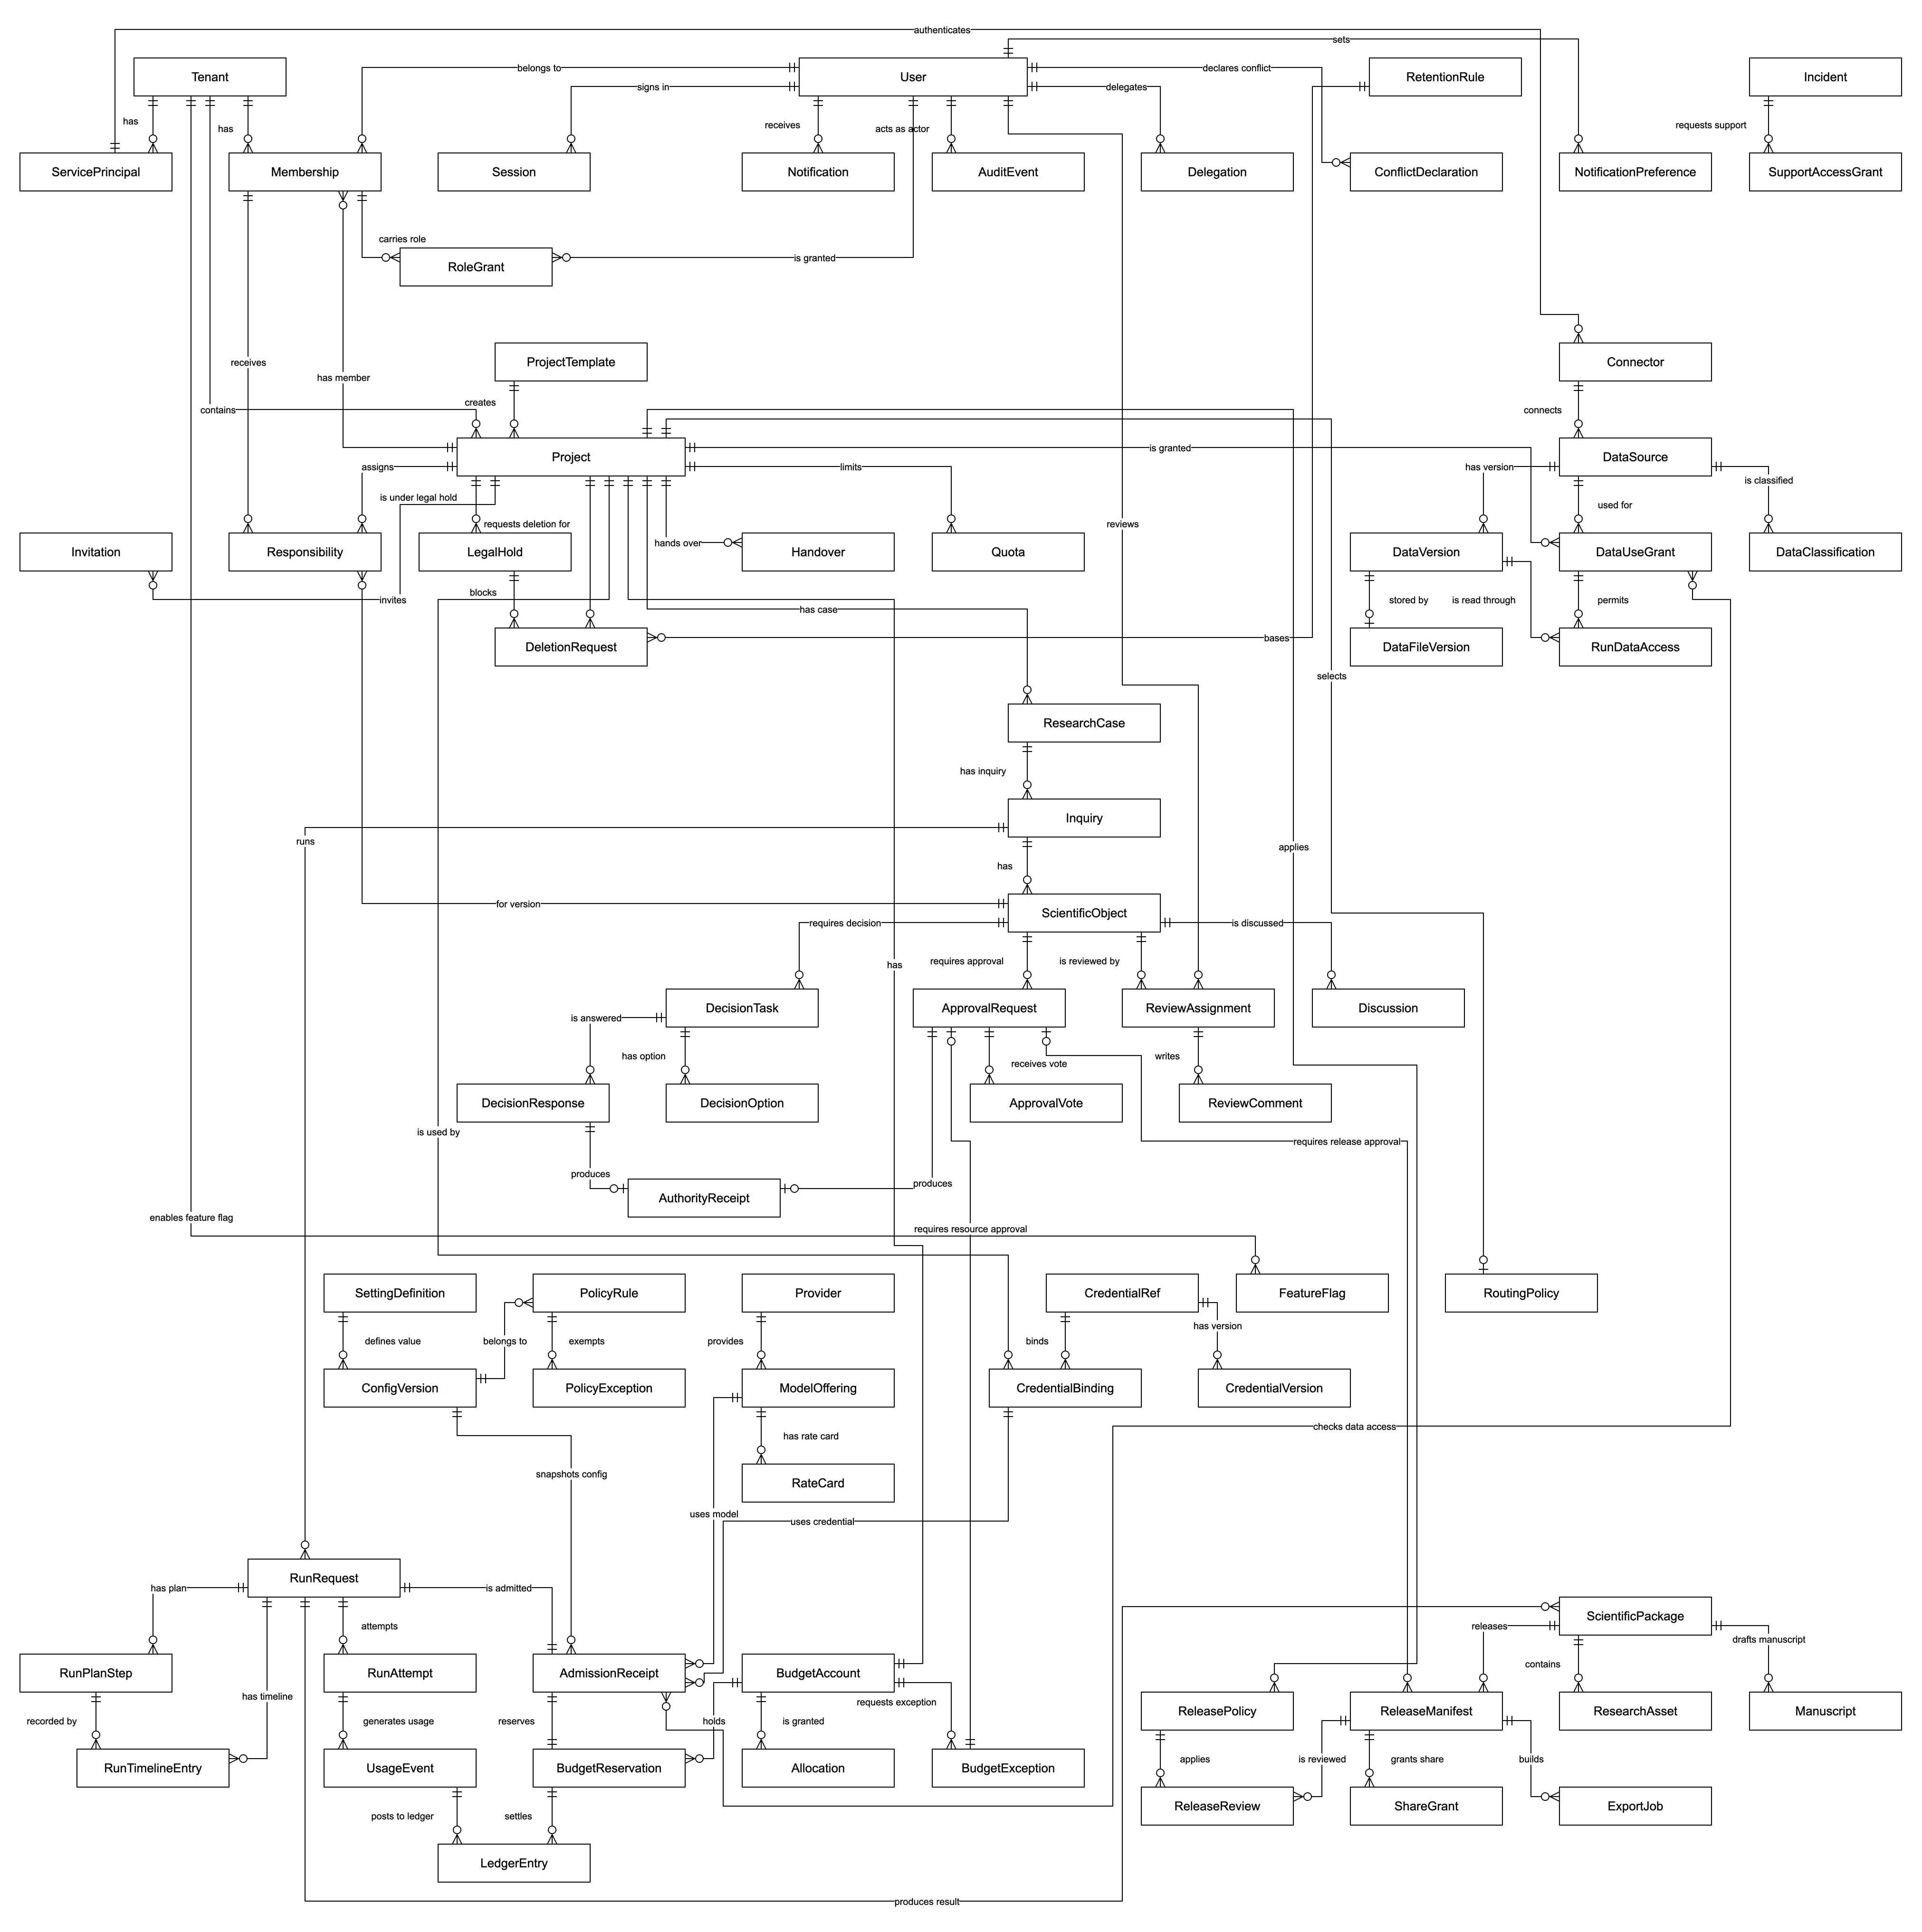 authenticates
sets
Tenant
belongs to
User
declares conflict
RetentionRule
Incident
signs in
delegates
has
has
receives
acts as actor
requests support
ServicePrincipal
Membership
Session
Notification
AuditEvent
Delegation
ConflictDeclaration
NotificationPreference
SupportAccessGrant
carries role
RoleGrant
is granted
receives
has member
ProjectTemplate
Connector
contains
creates
connects
Project
is granted
DataSource
assigns
limits
has version
is classified
is under legal hold
used for
requests deletion for
reviews
hands over
Invitation
Responsibility
LegalHold
Handover
Quota
DataVersion
DataUseGrant
DataClassification
invites
blocks
has case
stored by
is read through
permits
DeletionRequest
bases
DataFileVersion
RunDataAccess
selects
ResearchCase
has inquiry
Inquiry
runs
applies
has
for version
ScientificObject
requires decision
is discussed
has
requires approval
is reviewed by
DecisionTask
ApprovalRequest
ReviewAssignment
Discussion
is answered
has option
receives vote
writes
DecisionResponse
DecisionOption
ApprovalVote
ReviewComment
is used by
requires release approval
produces
produces
AuthorityReceipt
enables feature flag
requires resource approval
SettingDefinition
PolicyRule
Provider
CredentialRef
FeatureFlag
RoutingPolicy
defines value
belongs to
exempts
provides
binds
has version
ConfigVersion
PolicyException
ModelOffering
CredentialBinding
CredentialVersion
checks data access
has rate card
snapshots config
RateCard
uses model
uses credential
RunRequest
has plan
is admitted
ScientificPackage
attempts
releases
drafts manuscript
contains
RunPlanStep
RunAttempt
AdmissionReceipt
BudgetAccount
has timeline
requests exception
ReleasePolicy
ReleaseManifest
ResearchAsset
Manuscript
recorded by
generates usage
reserves
holds
is granted
applies
is reviewed
grants share
builds
RunTimelineEntry
UsageEvent
BudgetReservation
Allocation
BudgetException
ReleaseReview
ShareGrant
ExportJob
posts to ledger
settles
LedgerEntry
produces result